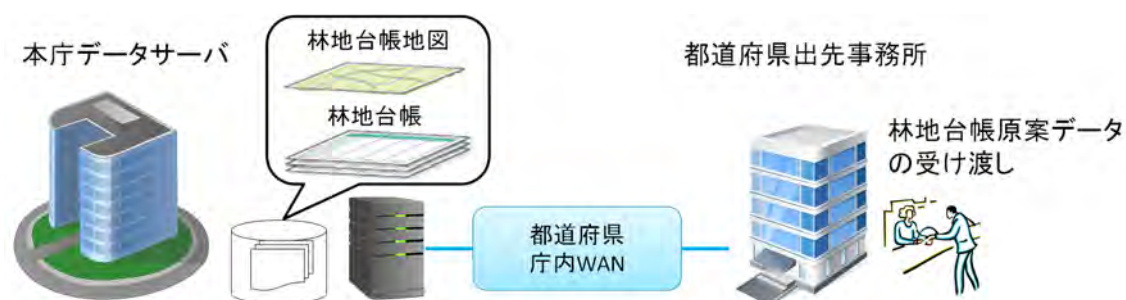 本庁データサーバ
林地台帳地図
林地台帳
都道府県
庁内WAN
都道府県出先事務所
林地台帳原案データ
の受け渡し